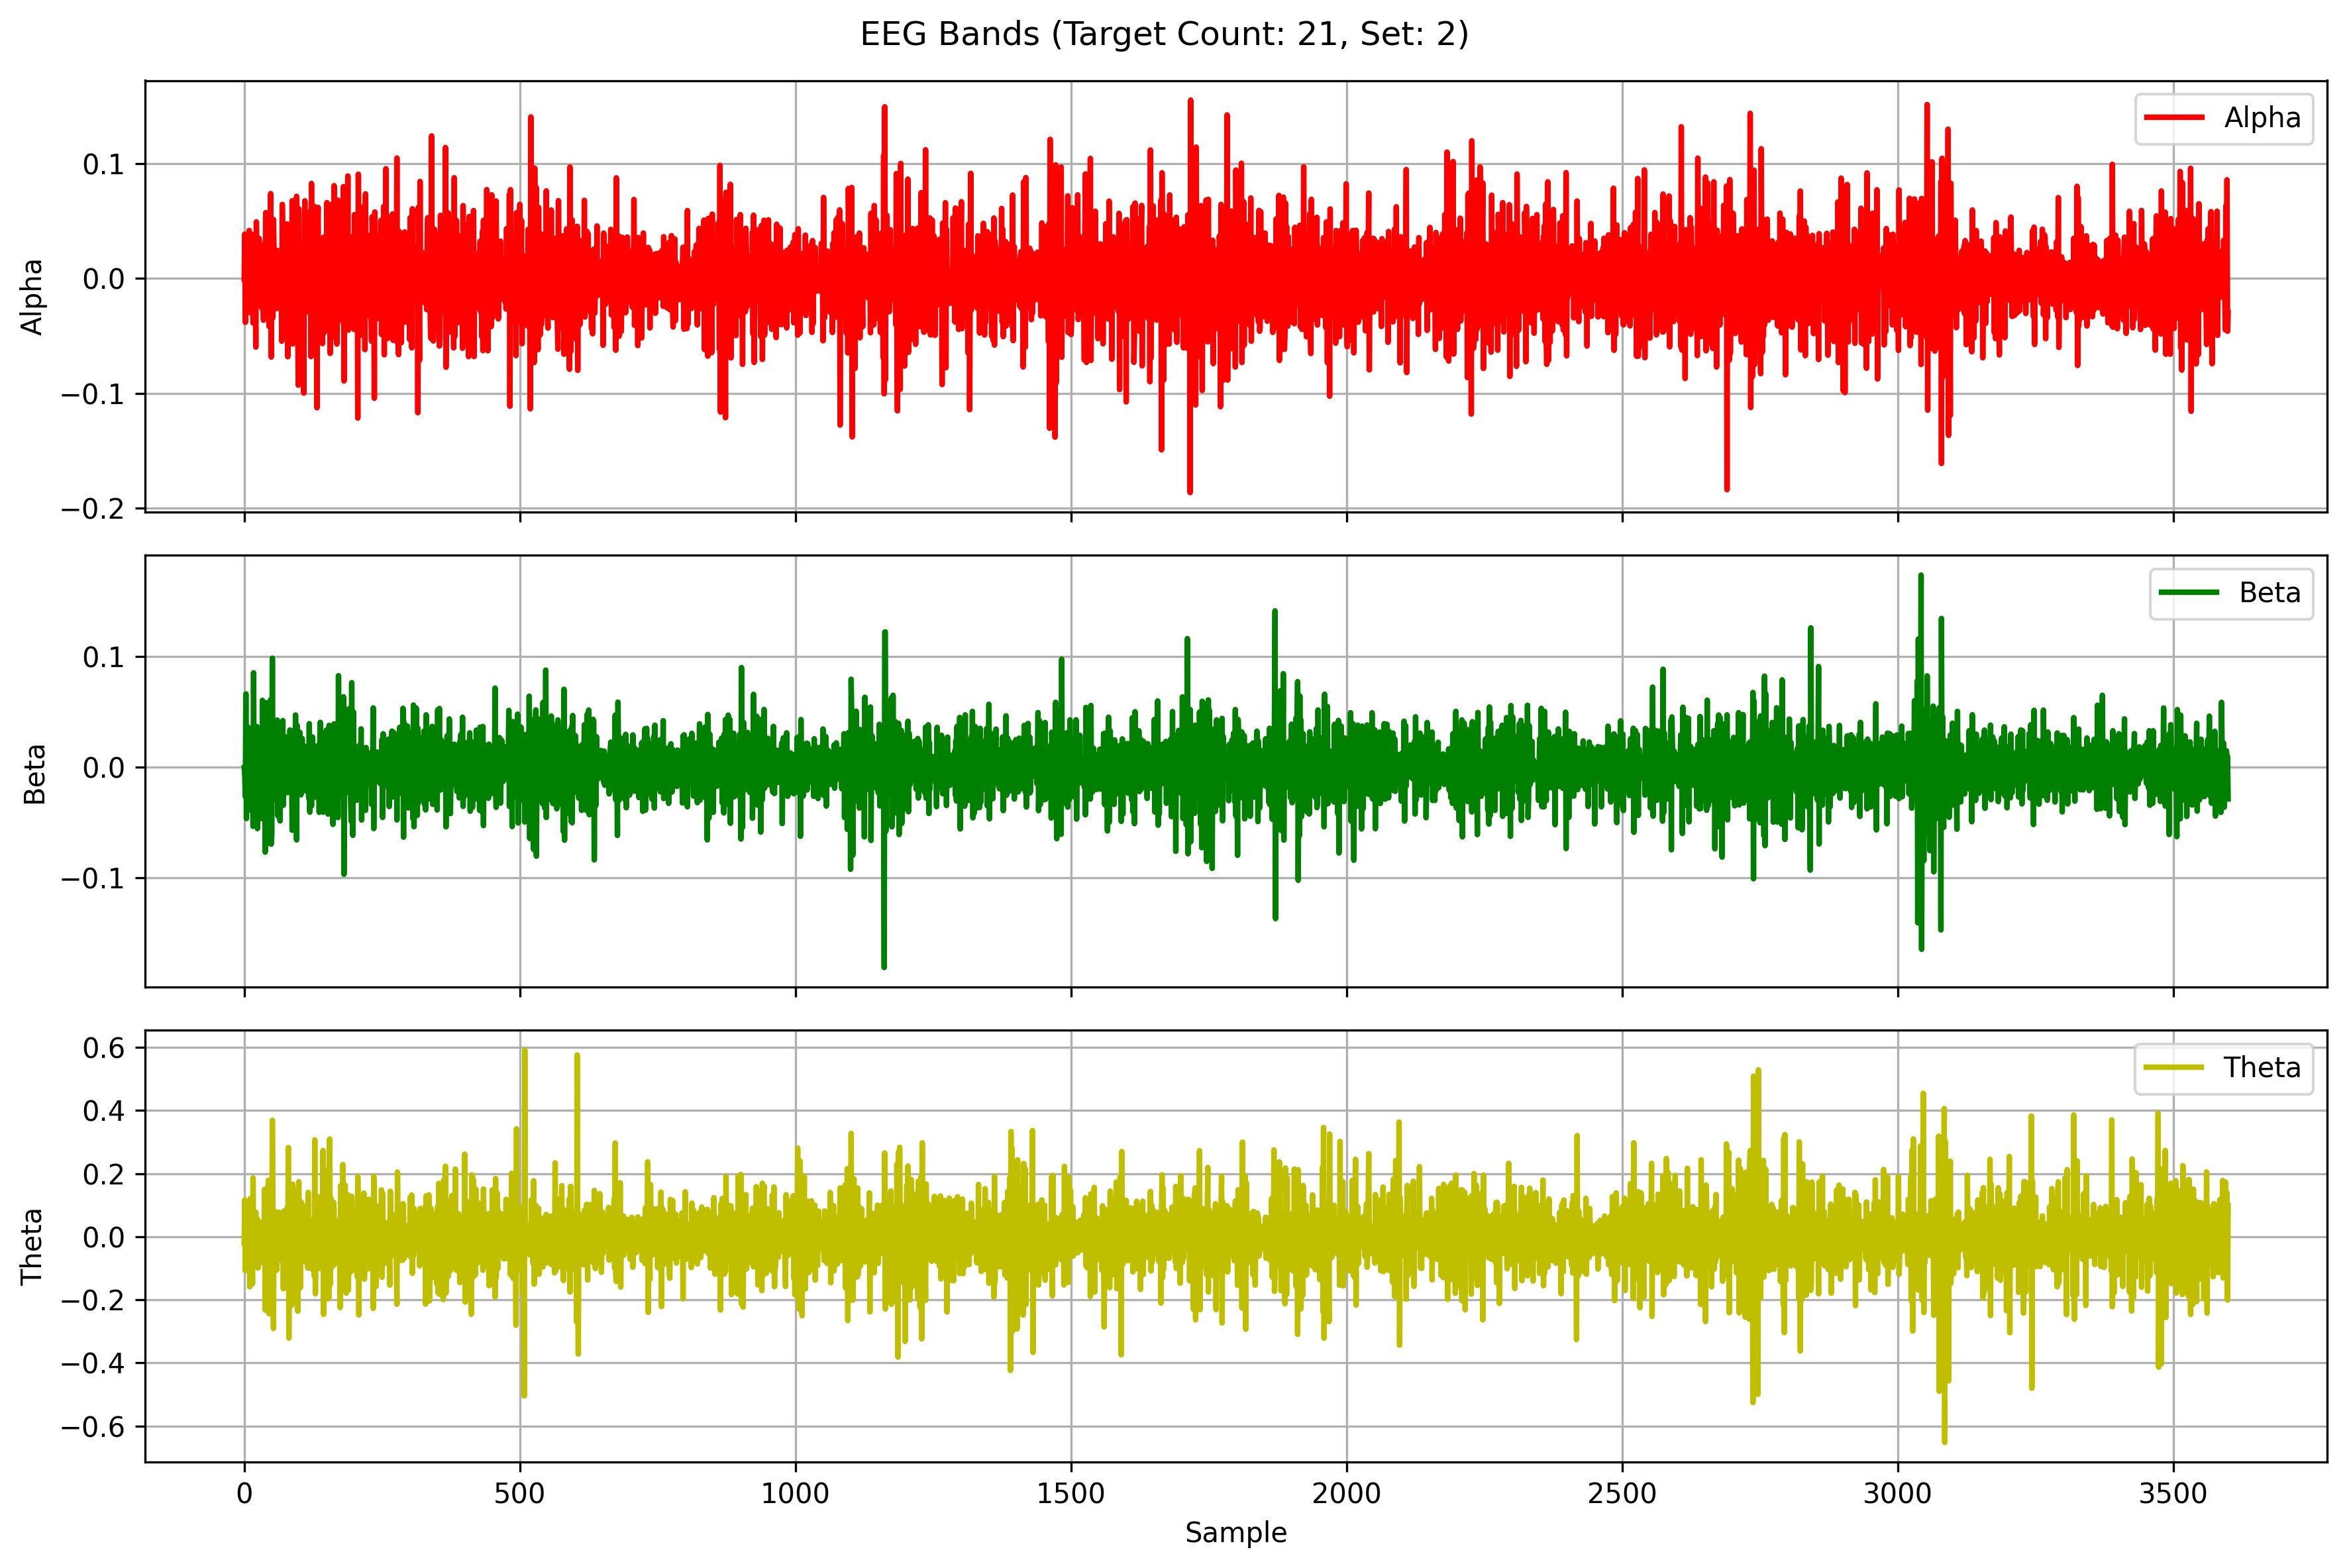 EEG Bands (Target Count: 21, Set: 2)
Alpha
0.1
0.0
−0.1
−0.2
Alpha
Beta
0.1
0.0
−0.1
Beta
Theta
0.6
0.4
0.2
0.0
−0.2
−0.4
−0.6
Theta
0 500 1000 1500 2000 2500 3000 3500
Sample